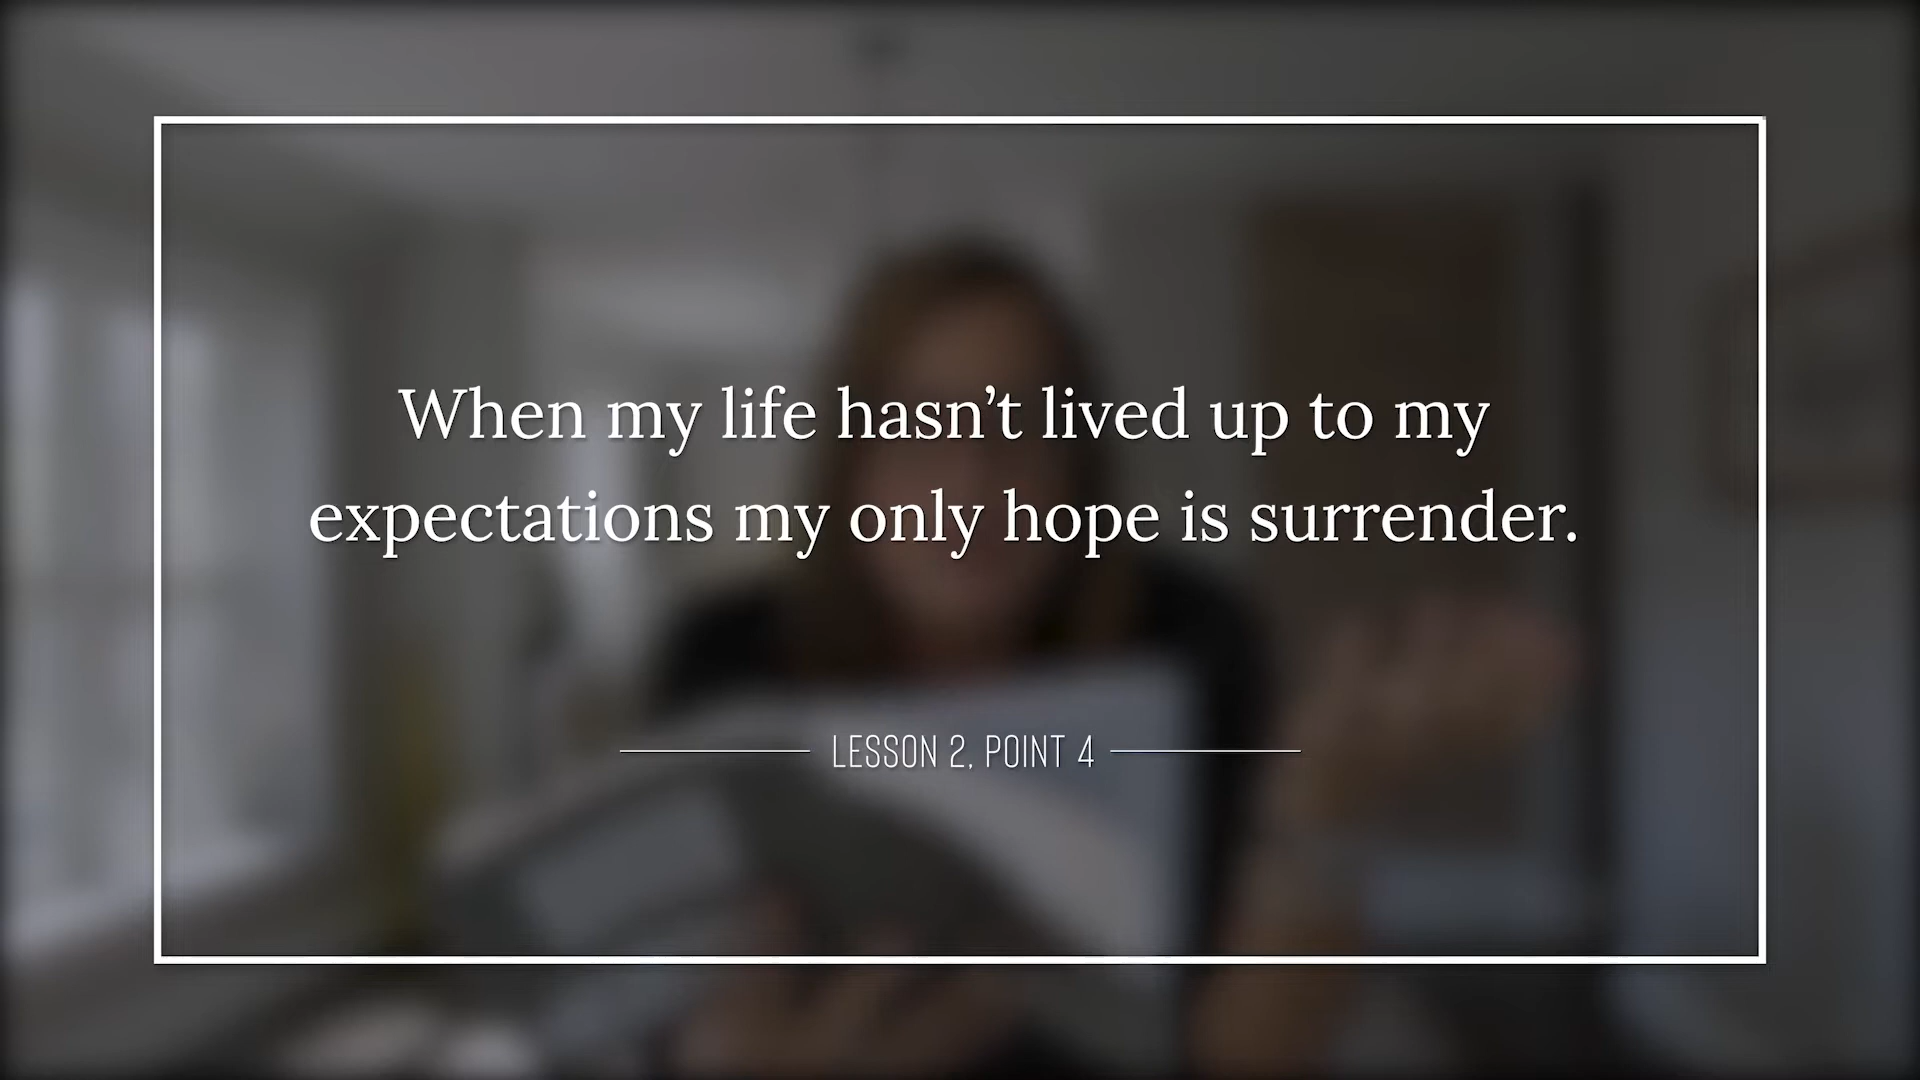 When my life hasn’t lived up to my
expectations my only hope is surrender.
LESSON 2, POINT 4